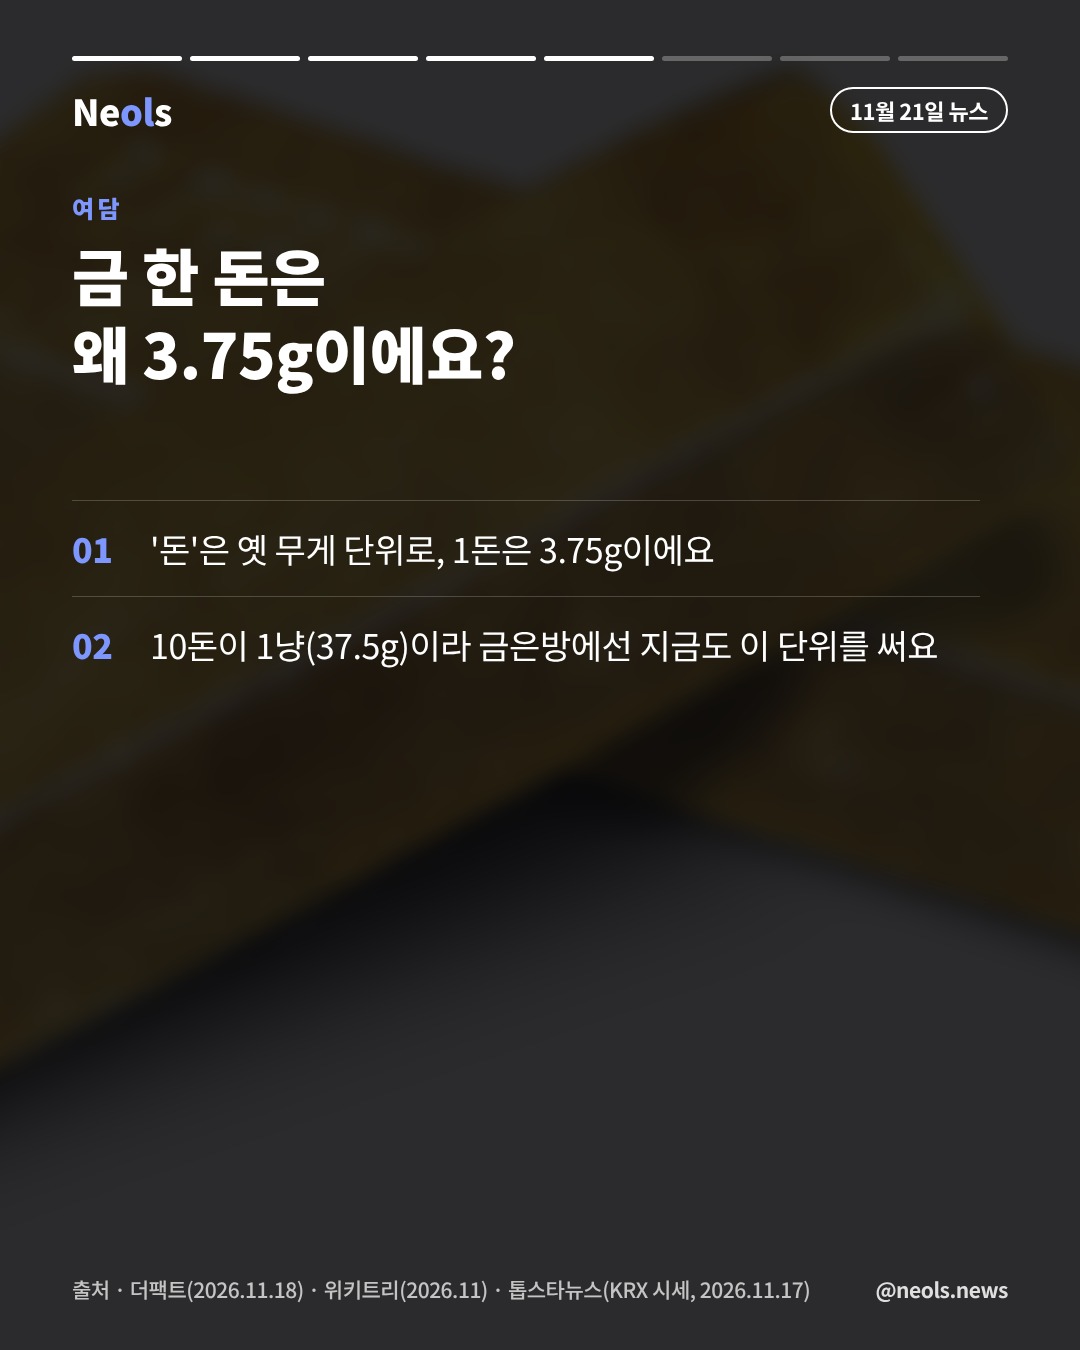 Neols
11월 21일 뉴스
여담
금 한 돈은
왜 3.75g이에요?
01 '돈'은 옛 무게 단위로, 1돈은 3.75g이에요
02 10돈이 1냥(37.5g)이라 금은방에선 지금도 이 단위를 써요
출처 · 더팩트(2026.11.18) · 위키트리(2026.11) · 톱스타뉴스(KRX 시세, 2026.11.17)
@neols.news